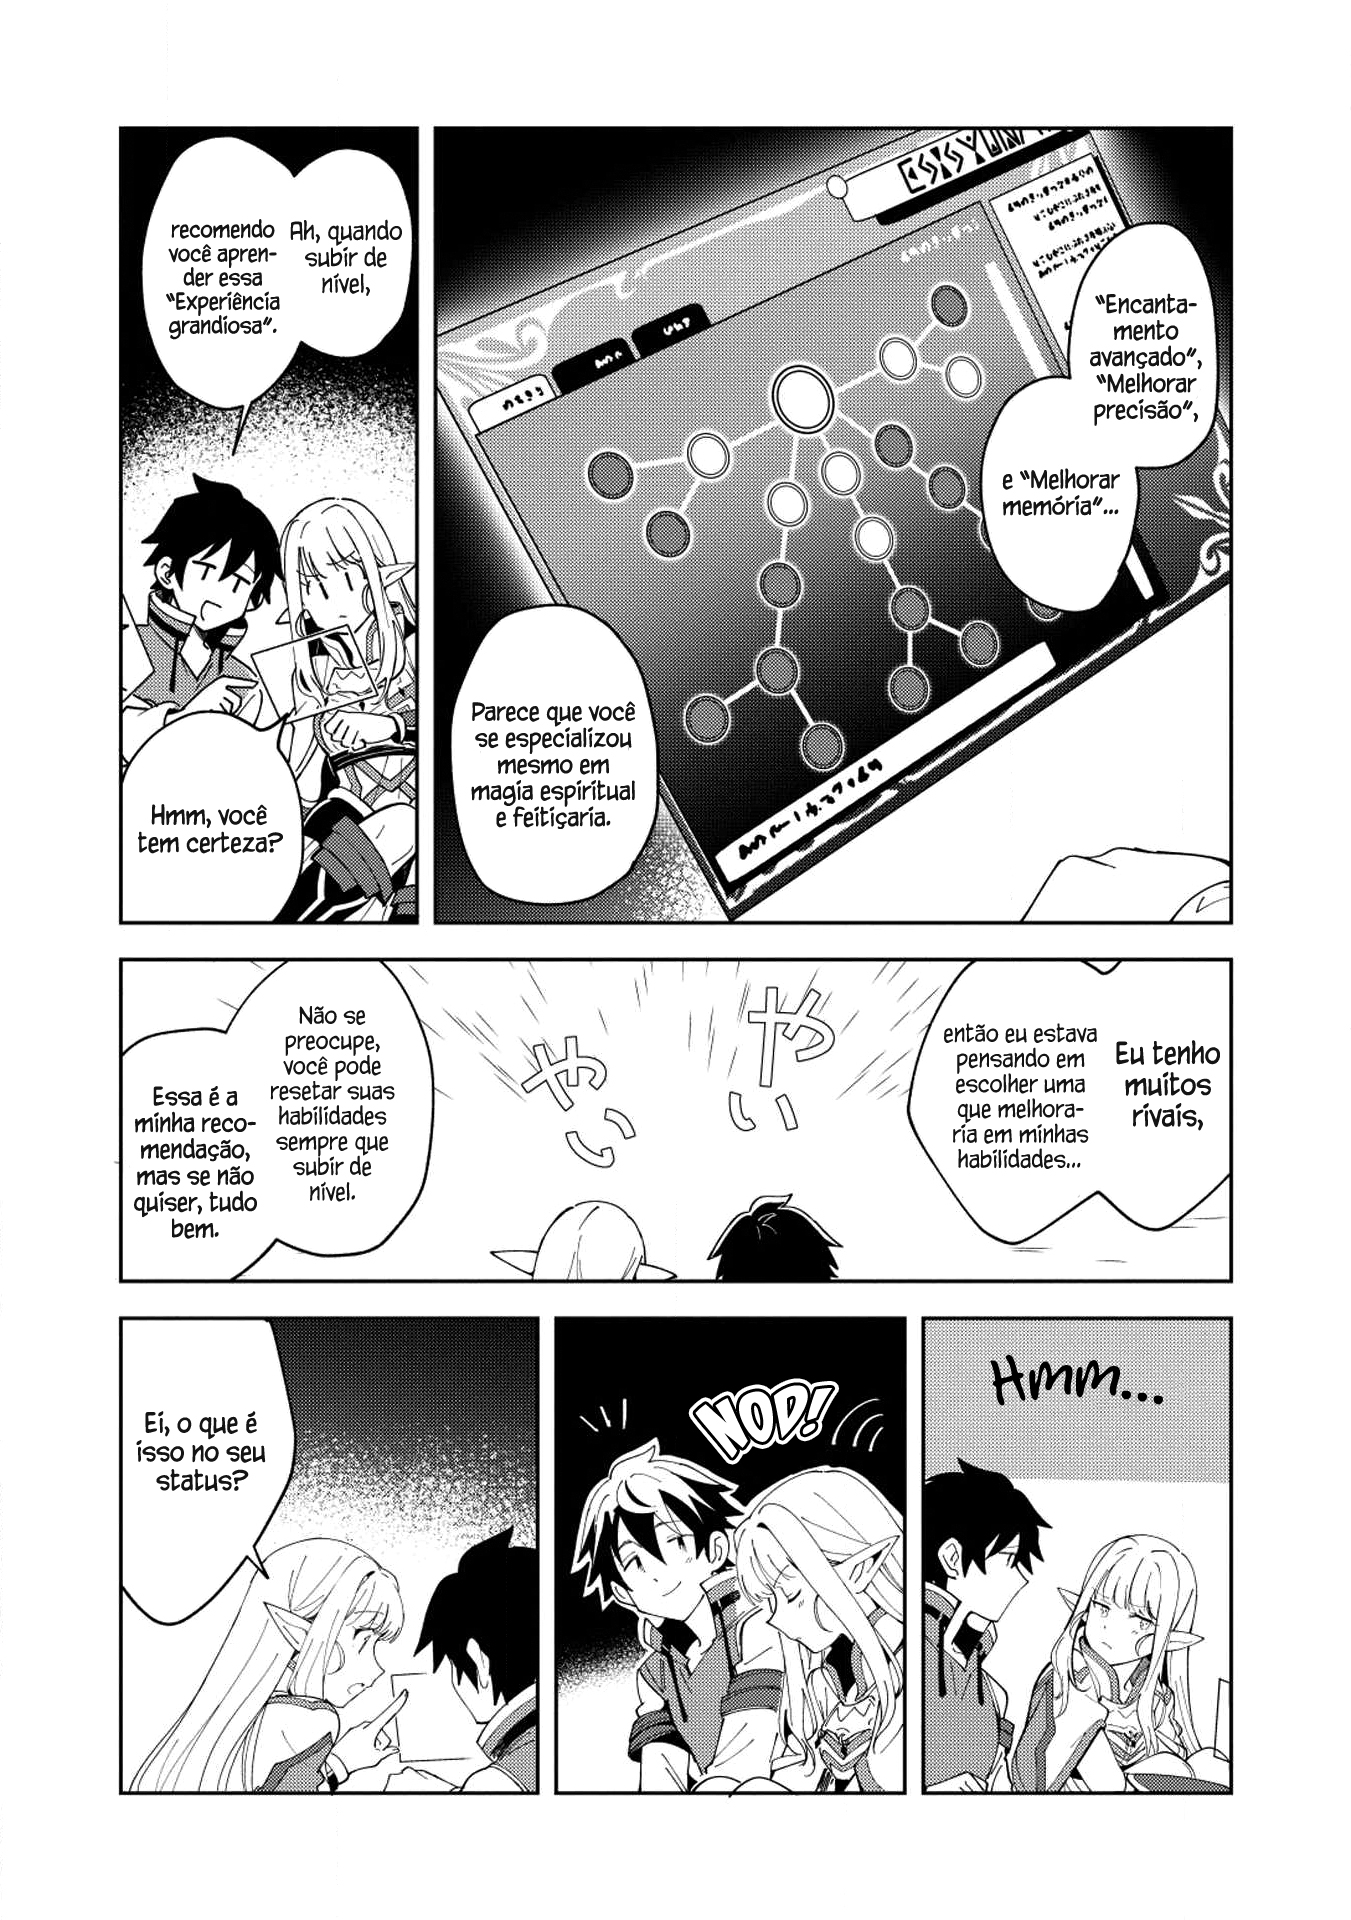 "Encanta-
mento
avançado",
"Melhorar
precisão",
e "Melhorar
memória"...
Parece que você
se especializou
mesmo em
magia espiritual
e feitiçaria.
Ah, quando
subir de
nível,
recomendo
você apren-
der essa
"Experiência
grandiosa".
Hmm, você
tem certeza?
Eu tenho
muitos
rivais,
então eu estava
pensando em
escolher uma
que melhora-
ria em minhas
habilidades...
やい
やい
Não se
preocupe,
você pode
resetar suas
habilidades
sempre que
subir de
nível.
Essa é a
minha reco-
mendação,
mas se não
quiser, tudo
bem.
Hmm...
NOD!
Ei, o que é
isso no seu
status?